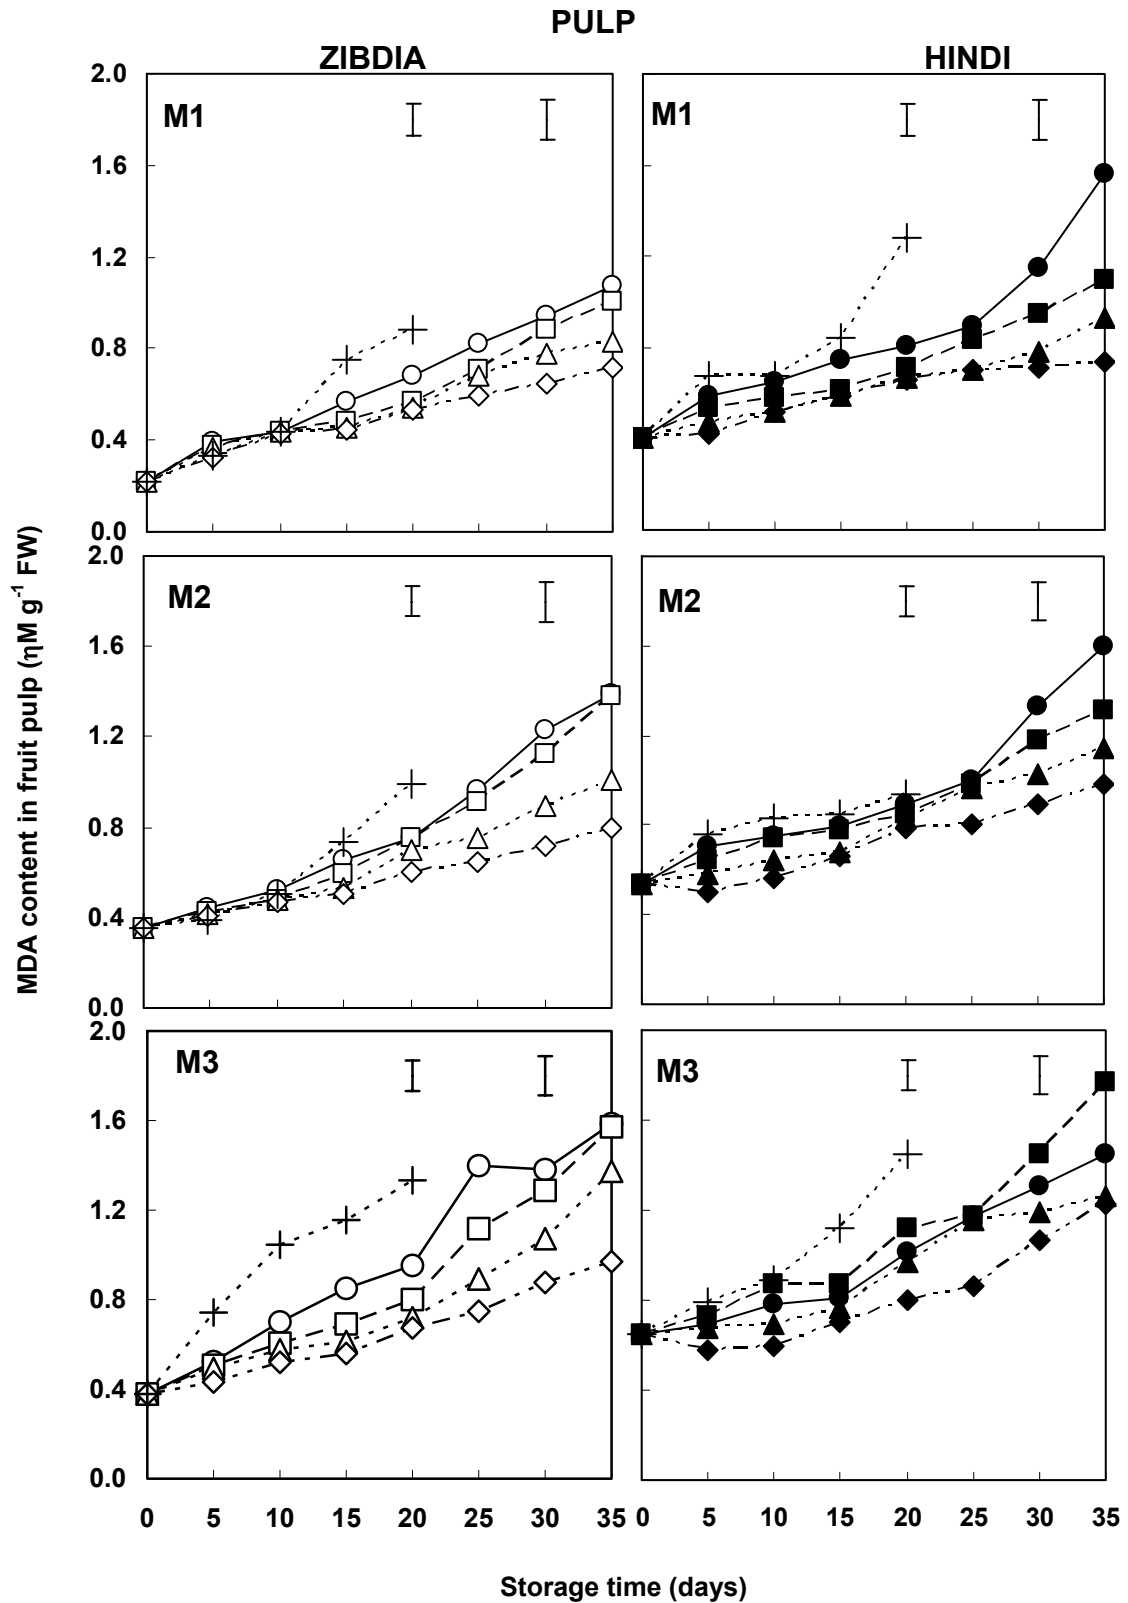 PULP
ZIBDIA
HINDI
2.0
1.6
1.2
0.8
0.4
0.0
M1
M1
2.0
1.6
1.2
0.8
0.4
0.0
M2
M2
2.0
1.6
1.2
0.8
0.4
0.0
M3
M3
MDA content in fruit pulp (ηM g-1 FW)
0 5 10 15 20 25 30 35
0 5 10 15 20 25 30 35
Storage time (days)